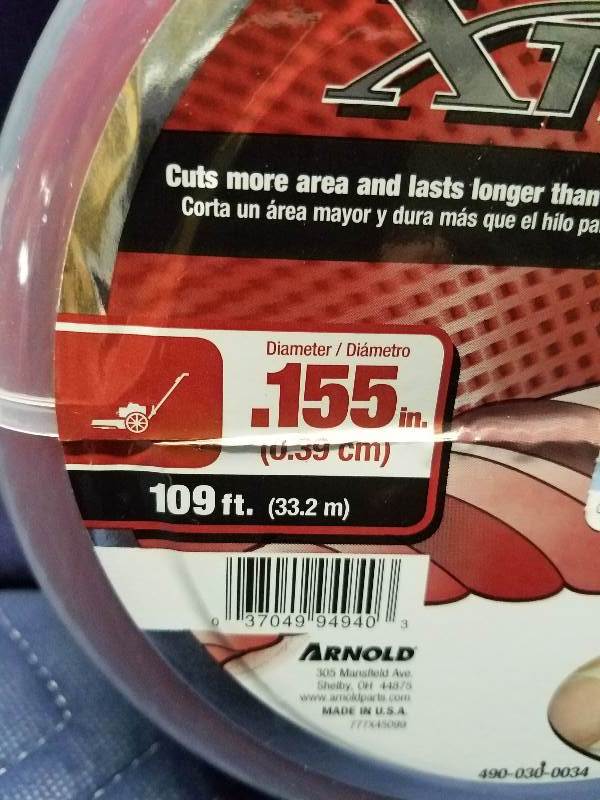 XT
Cuts more area and lasts longer than
Corta un área mayor y dura más que el hilo pa
Diameter / Diámetro
.155 in.
(0.39 cm)
109 ft. (33.2 m)
0 37049 94940 3
ARNOLD
305 Mansfield Ave.
Shelby, OH 44875
www.arnoldparts.com
MADE IN U.S.A.
490-030-0034